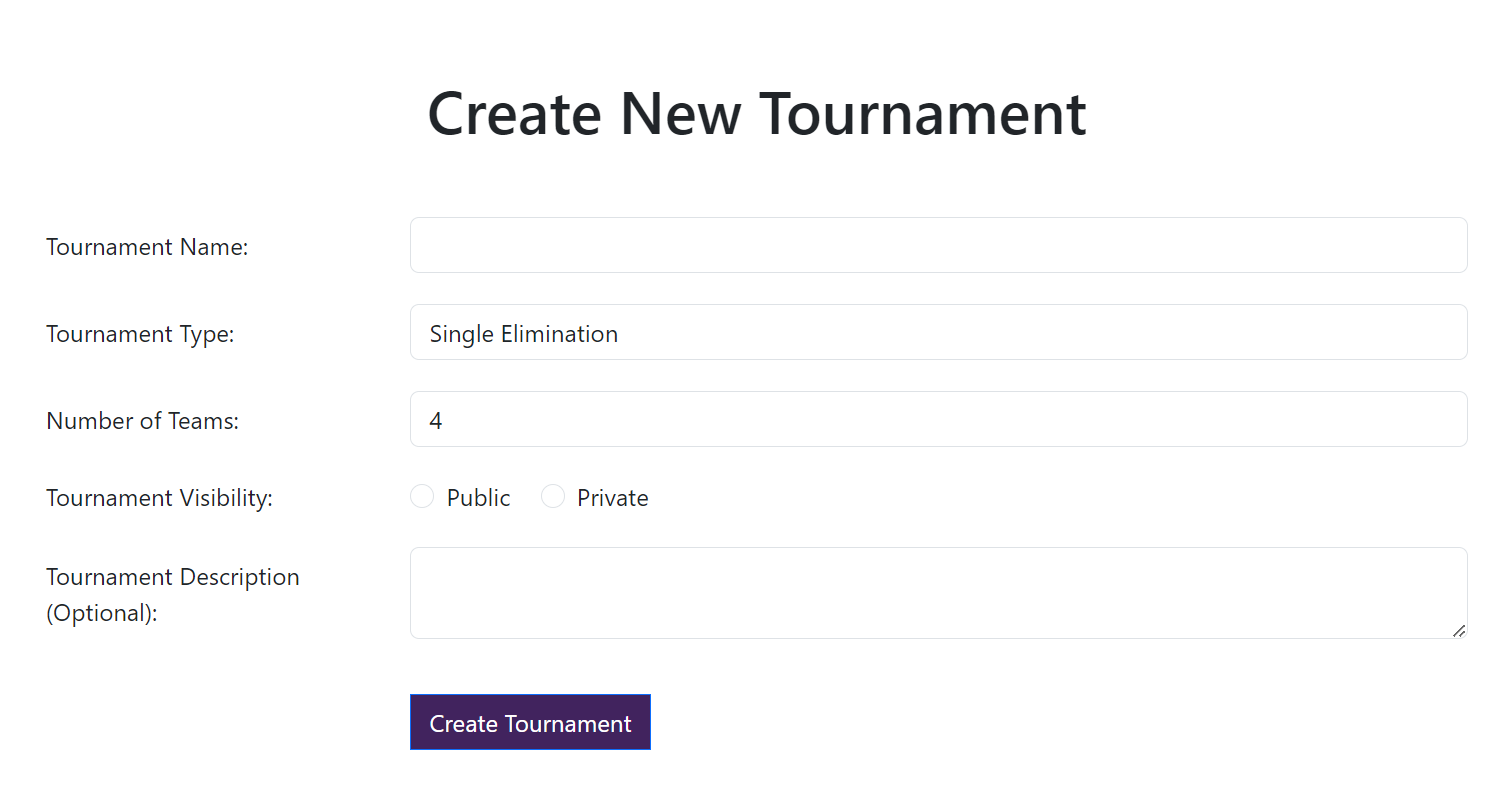 Create New Tournament
Tournament Name:
Tournament Type:
Single Elimination
Number of Teams:
4
Tournament Visibility:
Public
Private
Tournament Description
(Optional):
Create Tournament